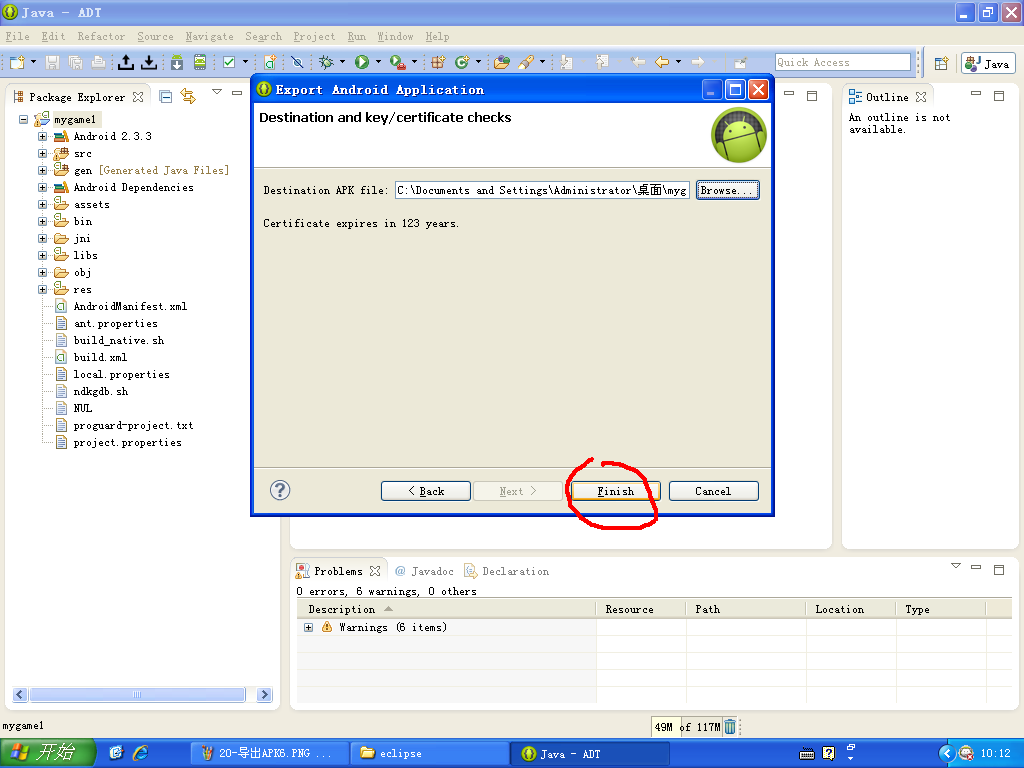 Java - ADT
File Edit Refactor Source Navigate Search Project Run Window Help
Quick Access
Java
Package Explorer
mygame1
Android 2.3.3
src
gen [Generated Java Files]
Android Dependencies
assets
bin
jni
libs
obj
res
AndroidManifest.xml
ant.properties
build_native.sh
build.xml
local.properties
ndkgdb.sh
NUL
proguard-project.txt
project.properties
Export Android Application
Destination and key/certificate checks
Destination APK file: C:\Documents and Settings\Administrator\桌面\myg Browse...
Certificate expires in 123 years.
< Back Next > Finish Cancel
Outline
An outline is not
available.
Problems @ Javadoc Declaration
0 errors, 6 warnings, 0 others
Description Resource Path Location Type
Warnings (6 items)
mygame1
49M of 117M
开始
20-导出APK6.PNG ...
eclipse
Java - ADT
10:12